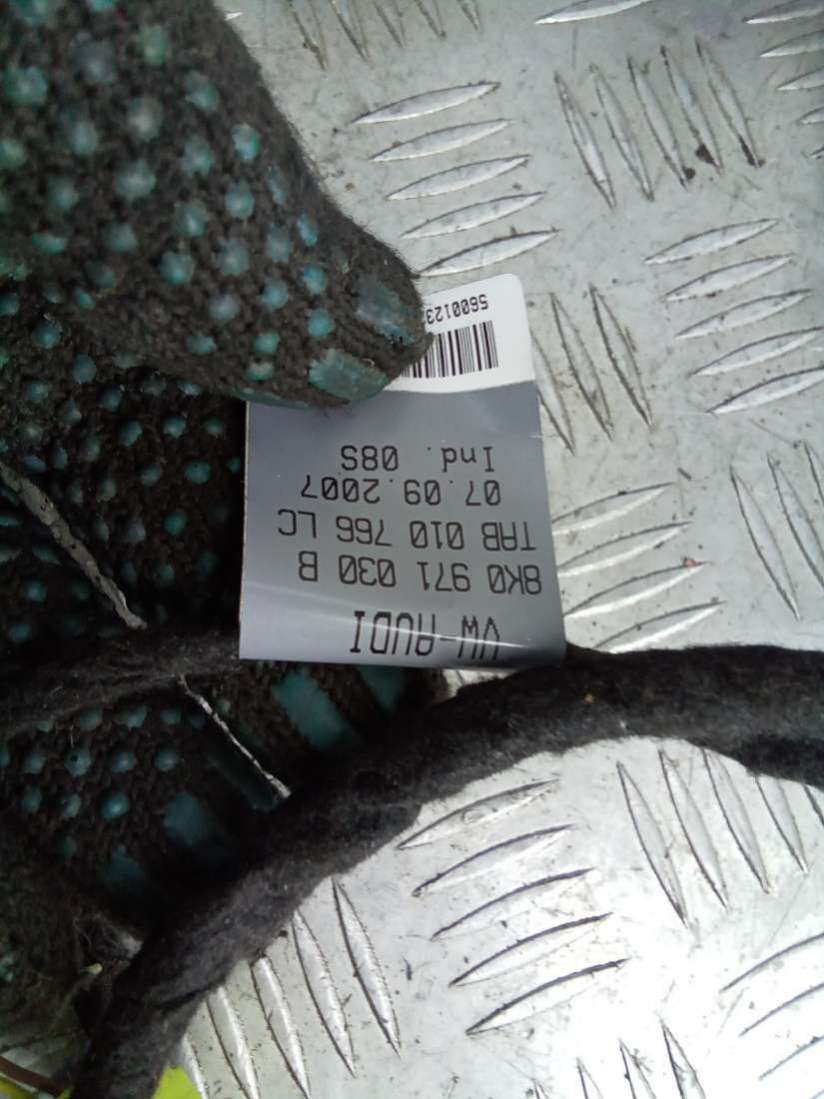 VW-AUDI
8K0 971 030 B
TAB 010 766 LC
07.09.2007
Ind. 08S
5600123